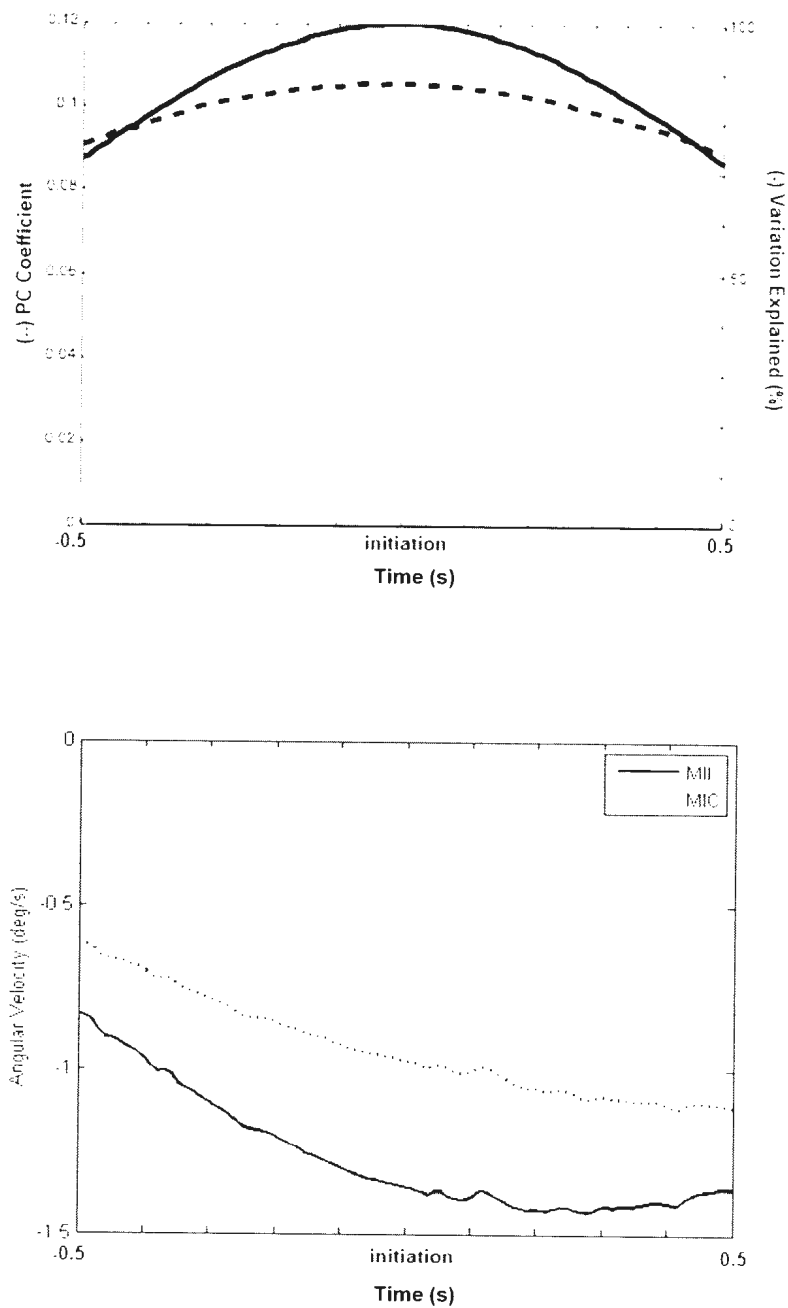 0.12
0.1
0.08
0.06
0.04
0.02
0
(--) PC Coefficient
100
50
0
(-) Variation Explained (%)
-0.5
initiation
0.5
Time (s)
0
-0.5
-1
-1.5
Angular Velocity (deg/s)
MII
MIC
-0.5
initiation
0.5
Time (s)